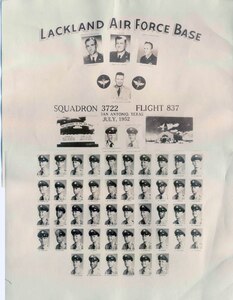 LACKLAND AIR FORCE BASE
SQUADRON 3722 FLIGHT 837
SAN ANTONIO, TEXAS
JULY, 1952